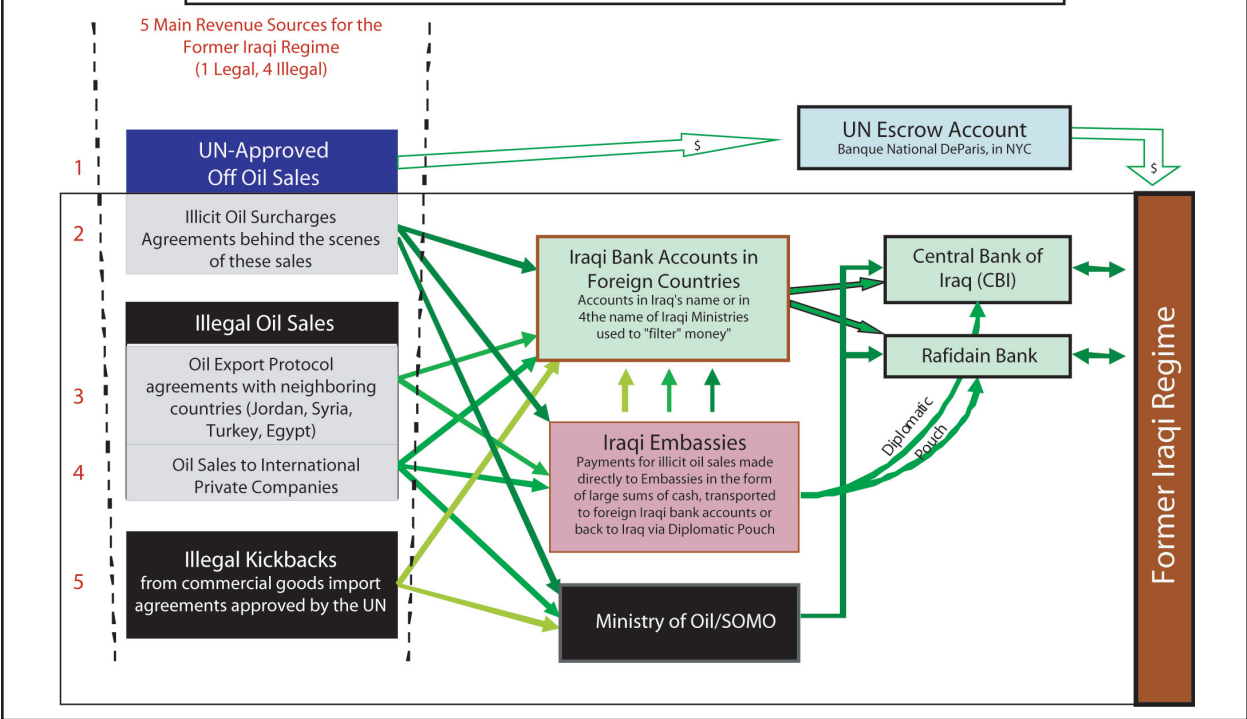 5 Main Revenue Sources for the
Former Iraqi Regime
(1 Legal, 4 Illegal)
1
UN-Approved
Off Oil Sales
$
UN Escrow Account
Banque National DeParis, in NYC
$
2
Illicit Oil Surcharges
Agreements behind the scenes
of these sales
Illegal Oil Sales
3
Oil Export Protocol
agreements with neighboring
countries (Jordan, Syria,
Turkey, Egypt)
4
Oil Sales to International
Private Companies
5
Illegal Kickbacks
from commercial goods import
agreements approved by the UN
Iraqi Bank Accounts in
Foreign Countries
Accounts in Iraq's name or in
4the name of Iraqi Ministries
used to "filter" money"
Iraqi Embassies
Payments for illicit oil sales made
directly to Embassies in the form
of large sums of cash, transported
to foreign Iraqi bank accounts or
back to Iraq via Diplomatic Pouch
Ministry of Oil/SOMO
Central Bank of
Iraq (CBI)
Rafidain Bank
Diplomatic
Pouch
Former Iraqi Regime